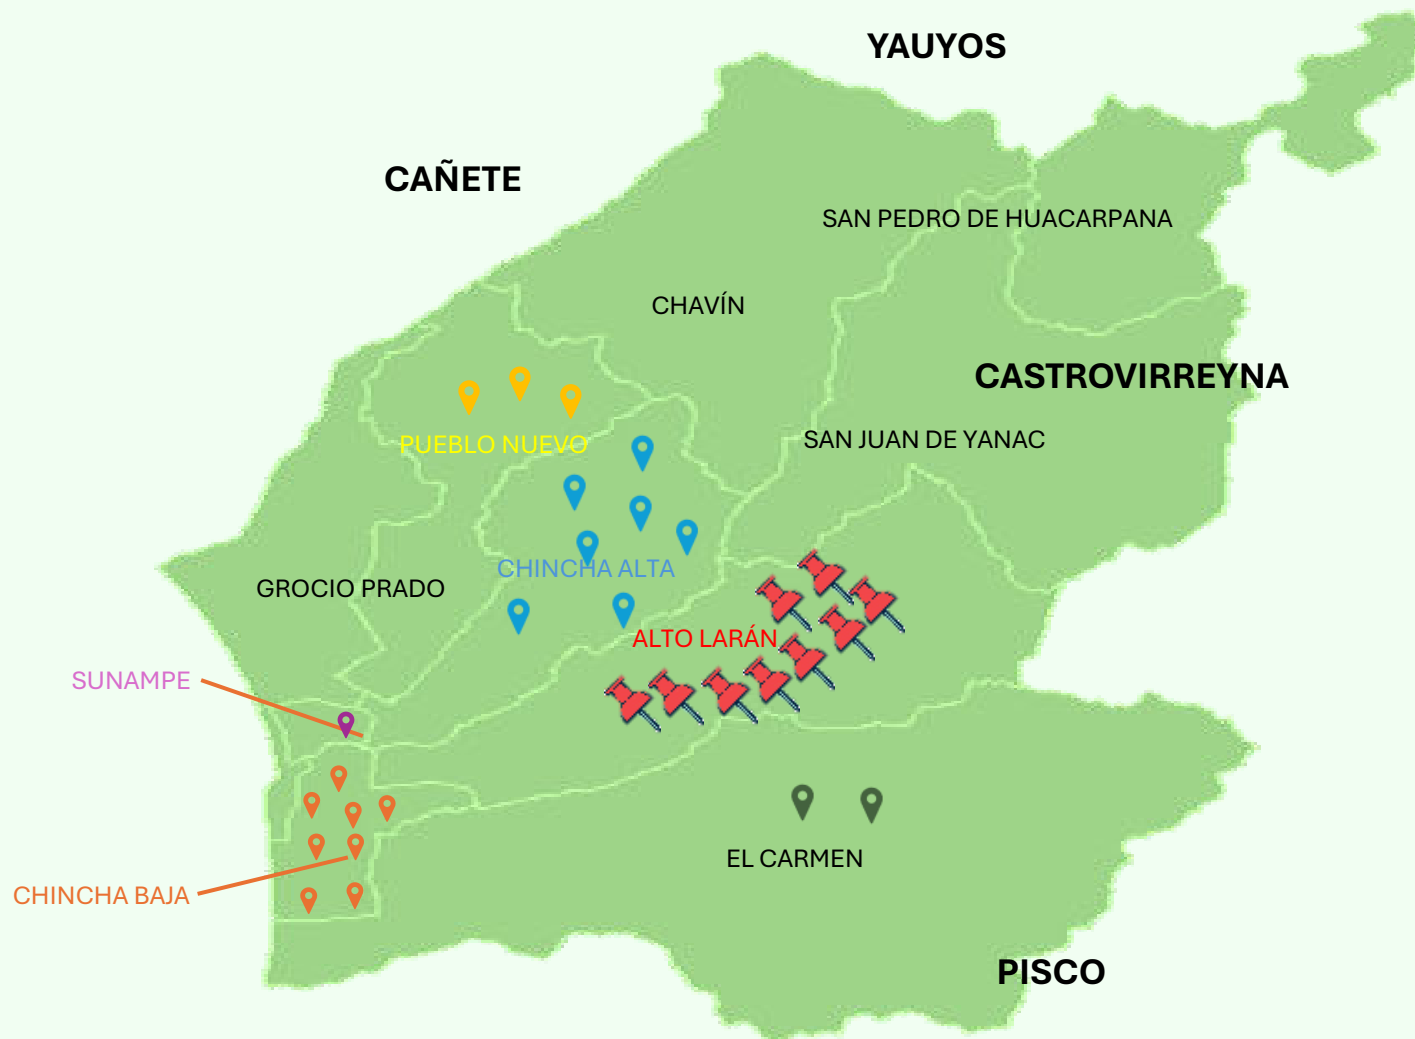 YAUYOS
CAÑETE
SAN PEDRO DE HUACARPANA
CHAVÍN
CASTROVIRREYNA
PUEBLO NUEVO
SAN JUAN DE YANAC
CHINCHA ALTA
GROCIO PRADO
ALTO LARÁN
SUNAMPE
EL CARMEN
CHINCHA BAJA
PISCO